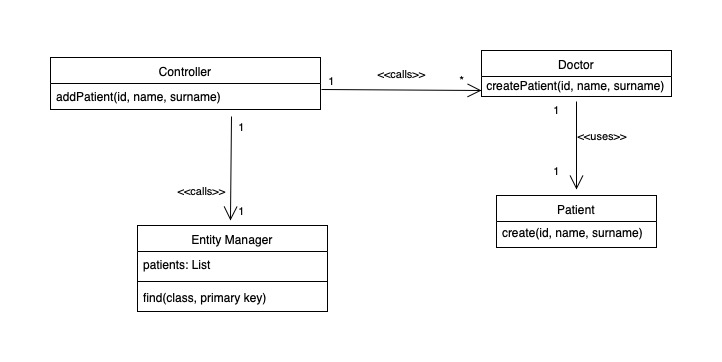 Controller
addPatient(id, name, surname)
1
<<calls>>
*
Doctor
createPatient(id, name, surname)
1
<<uses>>
1
Patient
create(id, name, surname)
1
<<calls>>
1
Entity Manager
patients: List
find(class, primary key)